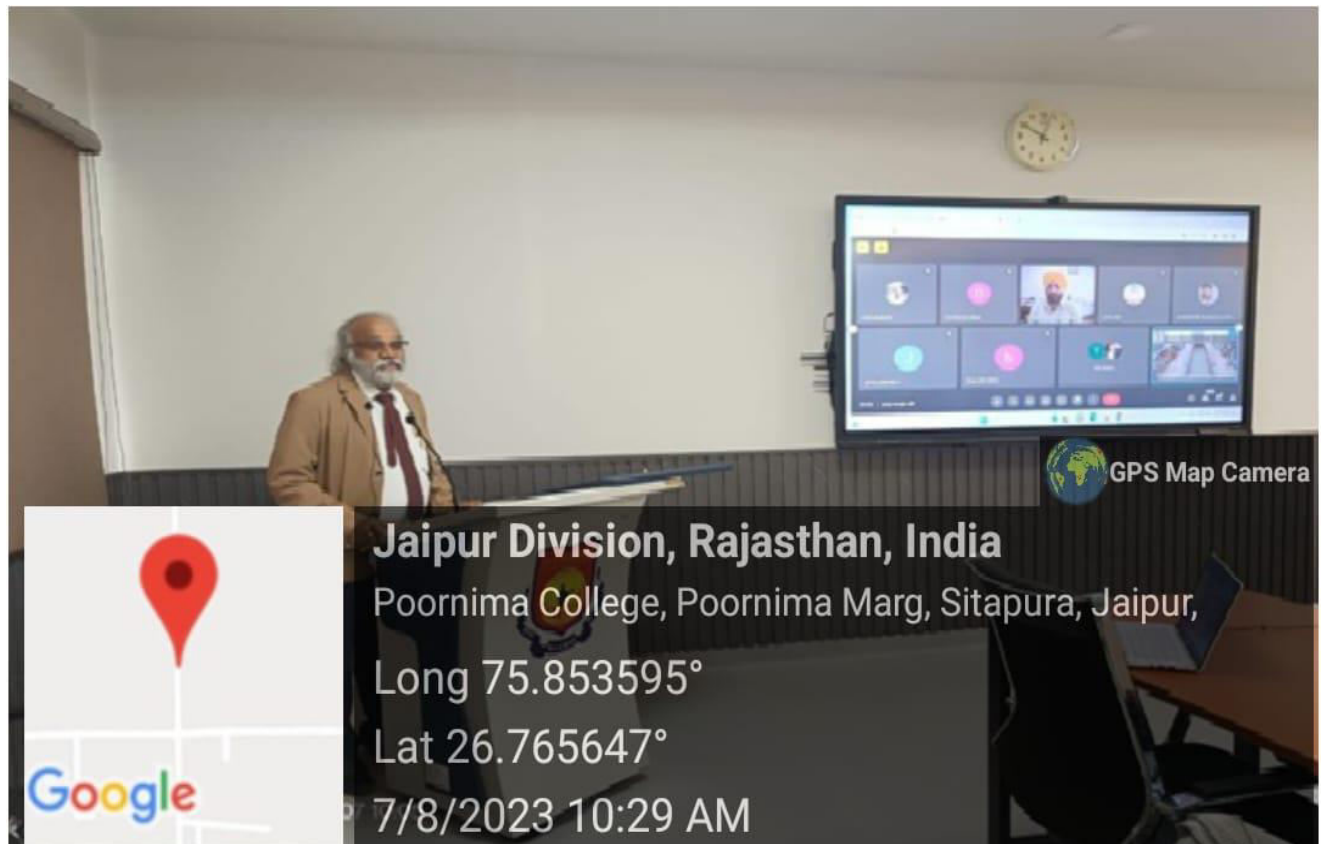 GPS Map Camera
Jaipur Division, Rajasthan, India
Poornima College, Poornima Marg, Sitapura, Jaipur,
Long 75.853595°
Lat 26.765647°
7/8/2023 10:29 AM
Google